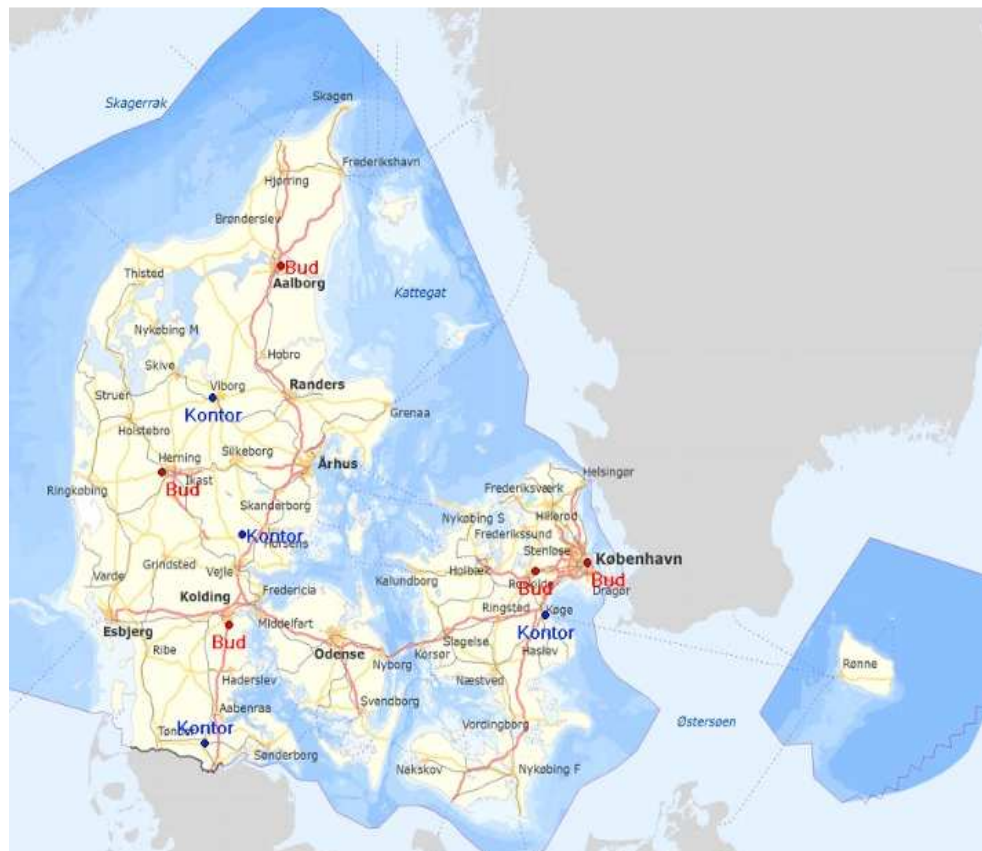 Skagerrak
Skagen
Frederikshavn
Hjørring
Brønderslev
Bud
Aalborg
Thisted
Kattegat
Nykøbing M
Hobro
Skive
Struer
Viborg
Randers
Kontor
Grenaa
Holstebro
Herning
Silkeborg
Århus
Ikast
Bud
Ringkøbing
Skanderborg
Helsingør
Frederiksværk
Nykøbing S
Hillerød
Frederikssund
Kontor
Horsens
Stenløse
København
Grindsted
Vejle
Varde
Kalundborg
Holbæk
Bud
Bud
Dragør
Fredericia
Kolding
Ringsted
Køge
Middelfart
Kontor
Esbjerg
Bud
Odense
Slagelse
Ribe
Nyborg
Korsør
Haslev
Haderslev
Næstved
Rønne
Svendborg
Aabenraa
Vordingborg
Østersøen
Kontor
Sønderborg
Nakskov
Nykøbing F